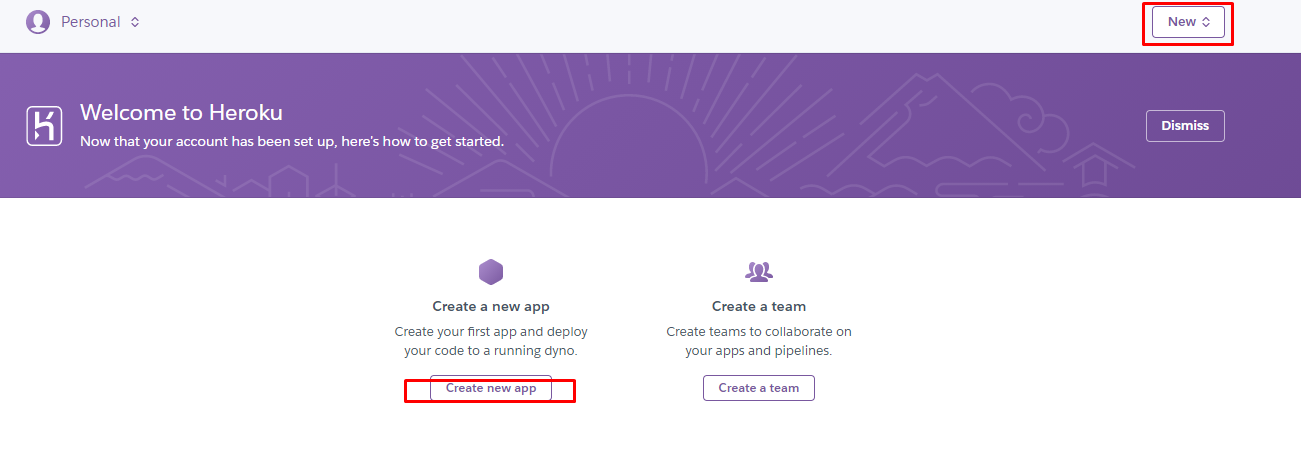 Personal
New
Welcome to Heroku
Now that your account has been set up, here's how to get started.
Dismiss
Create a new app
Create your first app and deploy
your code to a running dyno.
Create new app
Create a team
Create teams to collaborate on
your apps and pipelines.
Create a team